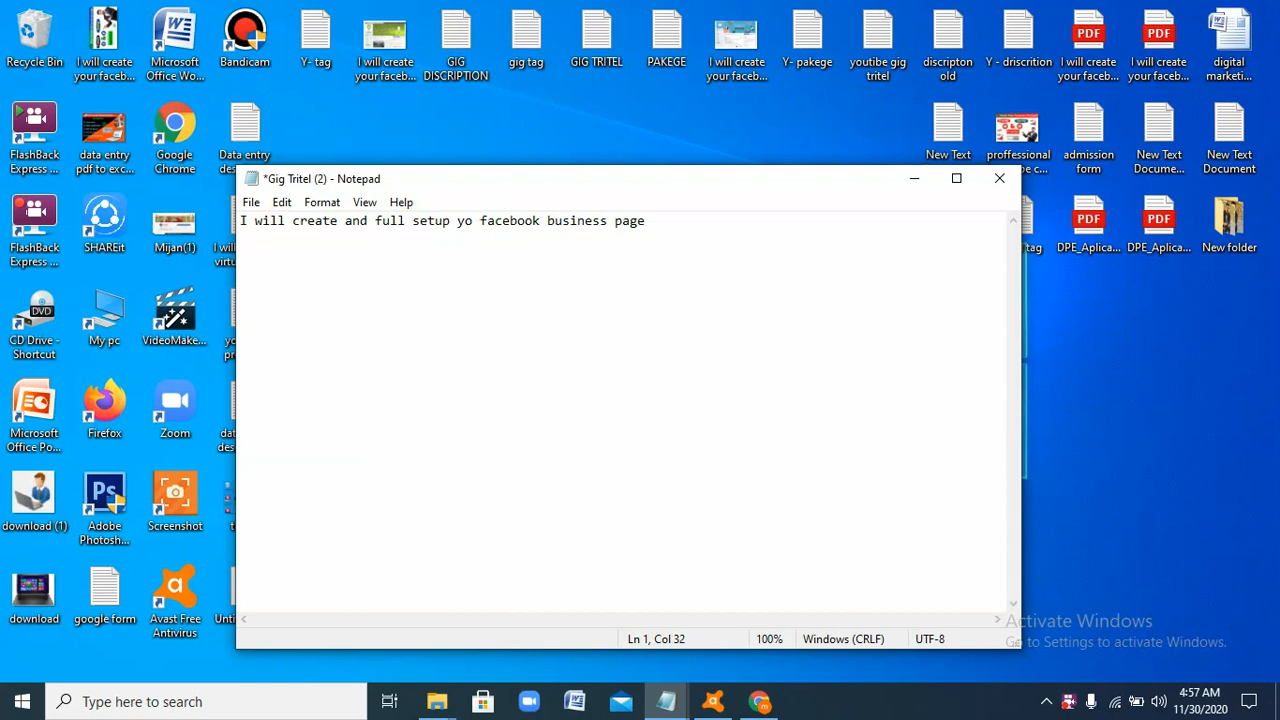 Recycle Bin
I will create your faceb...
Microsoft Office Wo...
Bandicam
Y- tag
I will create your faceb...
GIG DISCRIPTION
gig tag
GIG TRITEL
PAKEGE
I will create your faceb...
Y- pakege
youtibe gig tritel
discripton old
Y - driscrition
I will create your faceb...
I will create your faceb...
digital marketi...
FlashBack Express ...
data entry pdf to exc...
Google Chrome
Data entry des...
New Text
proffessional
admission form
New Text Docume...
New Text Document
*Gig Tritel (2) - Notepad
File Edit Format View Help
I will create and full setup yo facebook business page
FlashBack Express ...
SHAREit
Mijan(1)
DPE_Aplica...
DPE_Aplica...
New folder
DVD
CD Drive - Shortcut
My pc
VideoMake...
Microsoft Office Po...
Firefox
Zoom
download (1)
Ps
Adobe Photosh...
Screenshot
download
google form
Avast Free Antivirus
Activate Windows
Go to Settings to activate Windows.
Ln 1, Col 32
100%
Windows (CRLF)
UTF-8
Type here to search
4:57 AM
11/30/2020